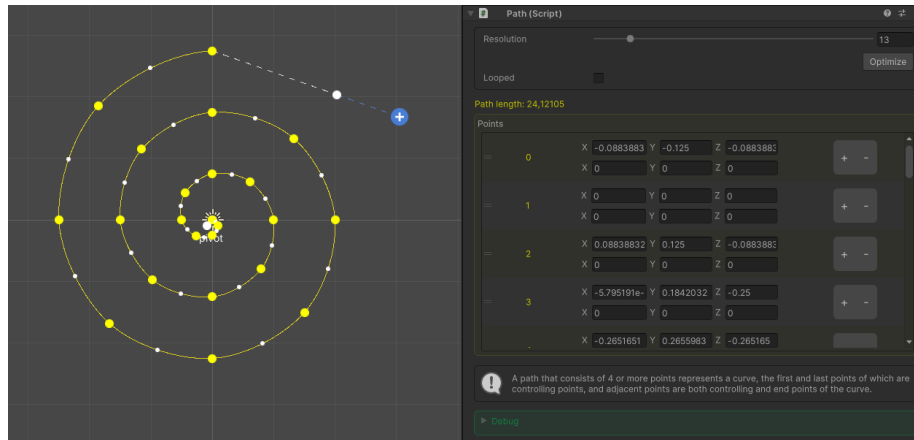 Path (Script)
Resolution 13
Optimize
Looped
Path length: 24,12105
Points
0 X -0.0883883 Y -0.125 Z -0.0883883
X 0 Y 0 Z 0
1 X 0 Y 0 Z 0
X 0 Y 0 Z 0
2 X 0.08838832 Y 0.125 Z -0.0883883
X 0 Y 0 Z 0
3 X -5.795191e- Y 0.1842032 Z -0.25
X 0 Y 0 Z 0
X -0.2651651 Y 0.2655983 Z -0.265165
A path that consists of 4 or more points represents a curve, the first and last points of which are
controlling points, and adjacent points are both controlling and end points of the curve.
Debug
pivot